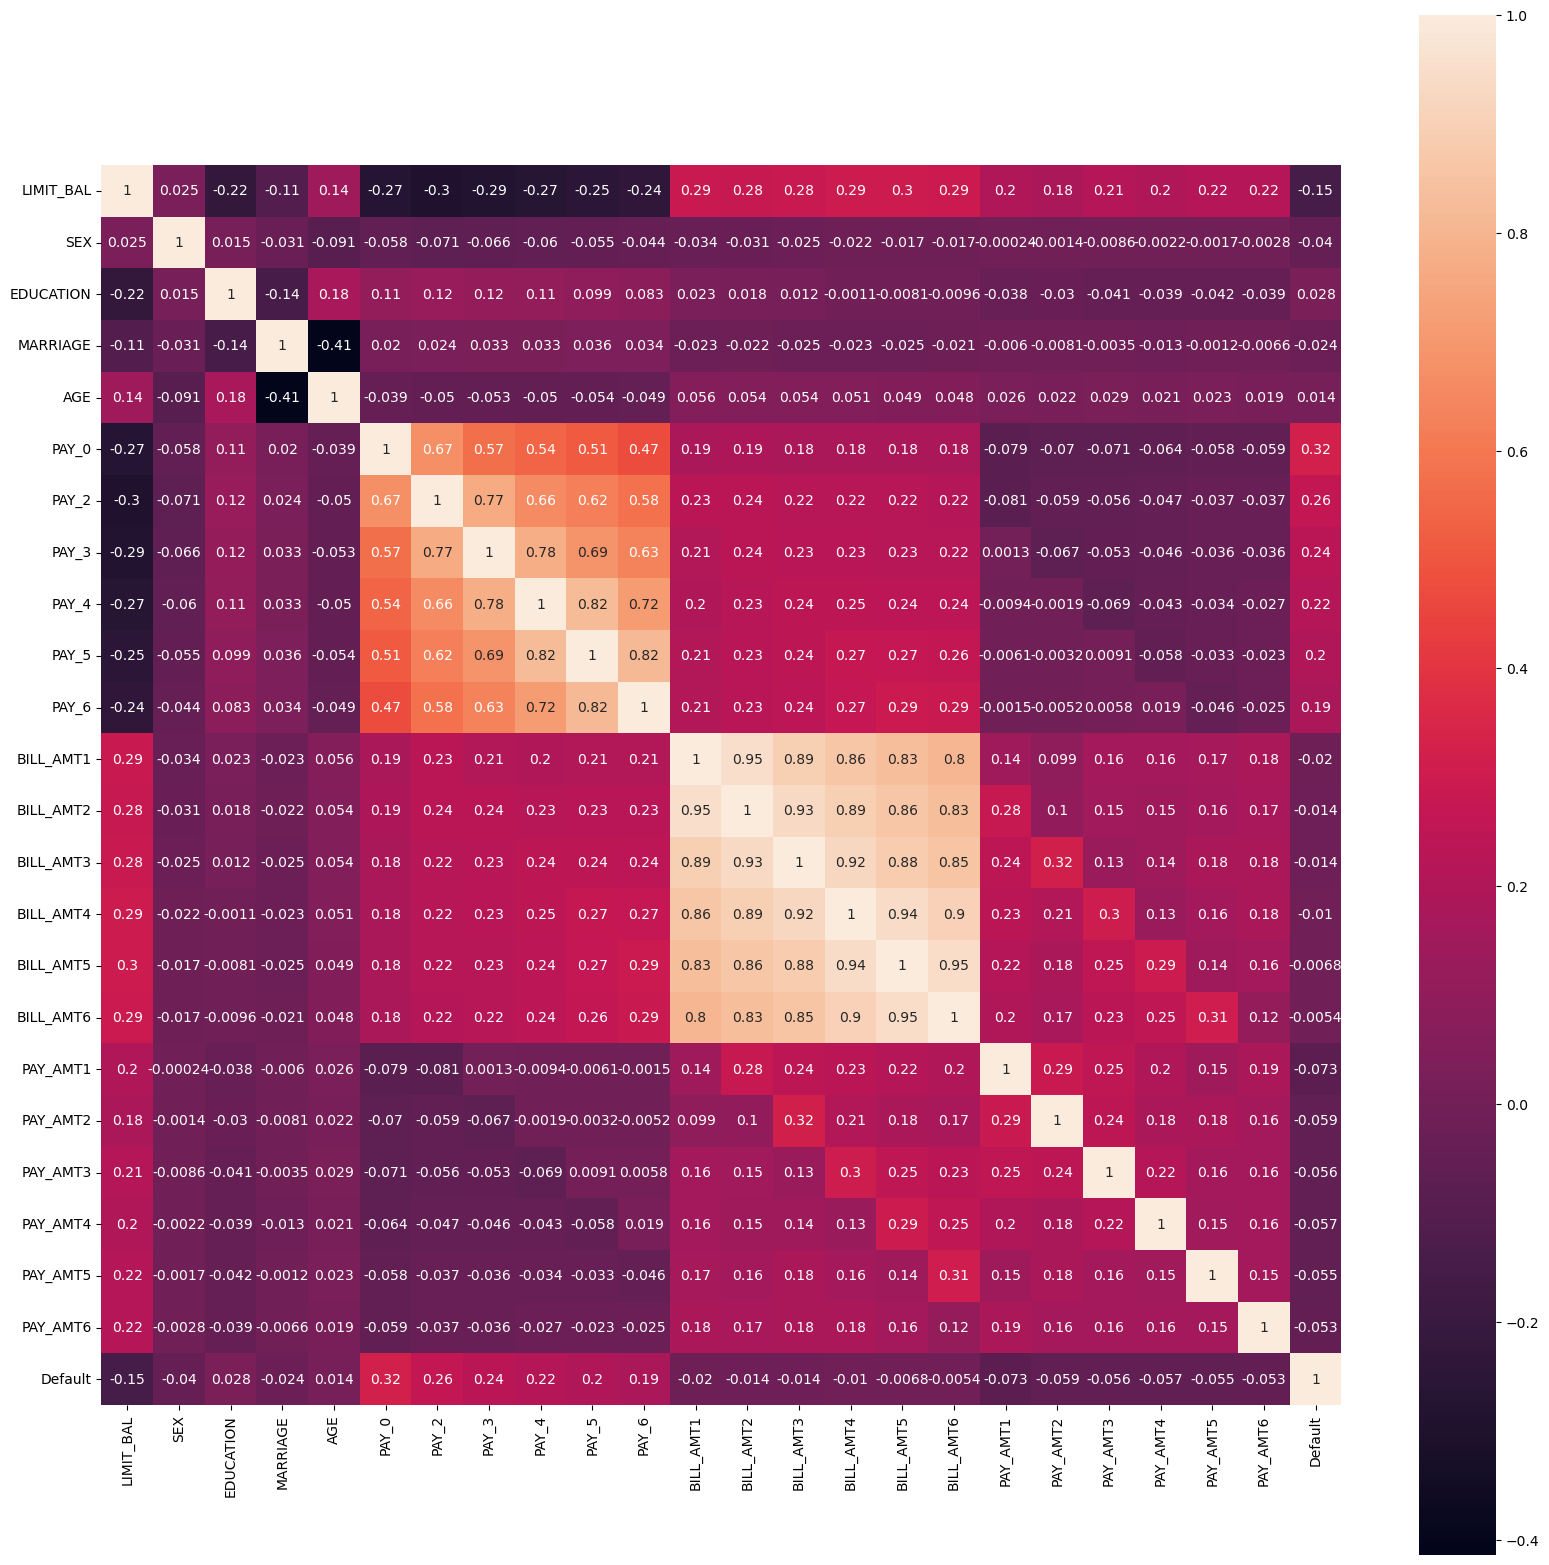 LIMIT_BAL 1 0.025 -0.22 -0.11 0.14 -0.27 -0.3 -0.29 -0.27 -0.25 -0.24 0.29 0.28 0.28 0.29 0.3 0.29 0.2 0.18 0.21 0.2 0.22 0.22 -0.15
SEX 0.025 1 0.015 -0.031 -0.091 -0.058 -0.071 -0.066 -0.06 -0.055 -0.044 -0.034 -0.031 -0.025 -0.022 -0.017 -0.017 -0.00024 -0.0014 -0.0086 -0.0022 -0.0017 -0.0028 -0.04
EDUCATION -0.22 0.015 1 -0.14 0.18 0.11 0.12 0.12 0.11 0.099 0.083 0.023 0.018 0.012 -0.0011 -0.0081 -0.0096 -0.038 -0.03 -0.041 -0.039 -0.042 -0.039 0.028
MARRIAGE -0.11 -0.031 -0.14 1 -0.41 0.02 0.024 0.033 0.033 0.036 0.034 -0.023 -0.022 -0.025 -0.023 -0.025 -0.021 -0.006 -0.0081 -0.0035 -0.013 -0.0012 -0.0066 -0.024
AGE 0.14 -0.091 0.18 -0.41 1 -0.039 -0.05 -0.053 -0.05 -0.054 -0.049 0.056 0.054 0.054 0.051 0.049 0.048 0.026 0.022 0.029 0.021 0.023 0.019 0.014
PAY_0 -0.27 -0.058 0.11 0.02 -0.039 1 0.67 0.57 0.54 0.51 0.47 0.19 0.19 0.18 0.18 0.18 0.18 -0.079 -0.07 -0.071 -0.064 -0.058 -0.059 0.32
PAY_2 -0.3 -0.071 0.12 0.024 -0.05 0.67 1 0.77 0.66 0.62 0.58 0.23 0.24 0.22 0.22 0.22 0.22 -0.081 -0.059 -0.056 -0.047 -0.037 -0.037 0.26
PAY_3 -0.29 -0.066 0.12 0.033 -0.053 0.57 0.77 1 0.78 0.69 0.63 0.21 0.24 0.23 0.23 0.23 0.22 0.0013 -0.067 -0.053 -0.046 -0.036 -0.036 0.24
PAY_4 -0.27 -0.06 0.11 0.033 -0.05 0.54 0.66 0.78 1 0.82 0.72 0.2 0.23 0.24 0.25 0.24 0.24 -0.0094 -0.0019 -0.069 -0.043 -0.034 -0.027 0.22
PAY_5 -0.25 -0.055 0.099 0.036 -0.054 0.51 0.62 0.69 0.82 1 0.82 0.21 0.23 0.24 0.27 0.27 0.26 -0.0061 -0.0032 0.0091 -0.058 -0.033 -0.023 0.2
PAY_6 -0.24 -0.044 0.083 0.034 -0.049 0.47 0.58 0.63 0.72 0.82 1 0.21 0.23 0.24 0.27 0.29 0.29 -0.0015 -0.0052 0.0058 0.019 -0.046 -0.025 0.19
BILL_AMT1 0.29 -0.034 0.023 -0.023 0.056 0.19 0.23 0.21 0.2 0.21 0.21 1 0.95 0.89 0.86 0.83 0.8 0.14 0.099 0.16 0.16 0.17 0.18 -0.02
BILL_AMT2 0.28 -0.031 0.018 -0.022 0.054 0.19 0.24 0.24 0.23 0.23 0.23 0.95 1 0.93 0.89 0.86 0.83 0.28 0.1 0.15 0.15 0.16 0.17 -0.014
BILL_AMT3 0.28 -0.025 0.012 -0.025 0.054 0.18 0.22 0.23 0.24 0.24 0.24 0.89 0.93 1 0.92 0.88 0.85 0.24 0.32 0.13 0.14 0.18 0.18 -0.014
BILL_AMT4 0.29 -0.022 -0.0011 -0.023 0.051 0.18 0.22 0.23 0.25 0.27 0.27 0.86 0.89 0.92 1 0.94 0.9 0.23 0.21 0.3 0.13 0.16 0.18 -0.01
BILL_AMT5 0.3 -0.017 -0.0081 -0.025 0.049 0.18 0.22 0.23 0.24 0.27 0.29 0.83 0.86 0.88 0.94 1 0.95 0.22 0.18 0.25 0.29 0.14 0.16 -0.0068
BILL_AMT6 0.29 -0.017 -0.0096 -0.021 0.048 0.18 0.22 0.22 0.24 0.26 0.29 0.8 0.83 0.85 0.9 0.95 1 0.2 0.17 0.23 0.25 0.31 0.12 -0.0054
PAY_AMT1 0.2 -0.00024 -0.038 -0.006 0.026 -0.079 -0.081 0.0013 -0.0094 -0.0061 -0.0015 0.14 0.28 0.24 0.23 0.22 0.2 1 0.29 0.25 0.2 0.15 0.19 -0.073
PAY_AMT2 0.18 -0.0014 -0.03 -0.0081 0.022 -0.07 -0.059 -0.067 -0.0019 -0.0032 -0.0052 0.099 0.1 0.32 0.21 0.18 0.17 0.29 1 0.24 0.18 0.18 0.16 -0.059
PAY_AMT3 0.21 -0.0086 -0.041 -0.0035 0.029 -0.071 -0.056 -0.053 -0.069 0.0091 0.0058 0.16 0.15 0.13 0.3 0.25 0.23 0.25 0.24 1 0.22 0.16 0.16 -0.056
PAY_AMT4 0.2 -0.0022 -0.039 -0.013 0.021 -0.064 -0.047 -0.046 -0.043 -0.058 0.019 0.16 0.15 0.14 0.13 0.29 0.25 0.2 0.18 0.22 1 0.15 0.16 -0.057
PAY_AMT5 0.22 -0.0017 -0.042 -0.0012 0.023 -0.058 -0.037 -0.036 -0.034 -0.033 -0.046 0.17 0.16 0.18 0.16 0.14 0.31 0.15 0.18 0.16 0.15 1 0.15 -0.055
PAY_AMT6 0.22 -0.0028 -0.039 -0.0066 0.019 -0.059 -0.037 -0.036 -0.027 -0.023 -0.025 0.18 0.17 0.18 0.18 0.16 0.12 0.19 0.16 0.16 0.16 0.15 1 -0.053
Default -0.15 -0.04 0.028 -0.024 0.014 0.32 0.26 0.24 0.22 0.2 0.19 -0.02 -0.014 -0.014 -0.01 -0.0068 -0.0054 -0.073 -0.059 -0.056 -0.057 -0.055 -0.053 1
LIMIT_BAL SEX EDUCATION MARRIAGE AGE PAY_0 PAY_2 PAY_3 PAY_4 PAY_5 PAY_6 BILL_AMT1 BILL_AMT2 BILL_AMT3 BILL_AMT4 BILL_AMT5 BILL_AMT6 PAY_AMT1 PAY_AMT2 PAY_AMT3 PAY_AMT4 PAY_AMT5 PAY_AMT6 Default
1.0
0.8
0.6
0.4
0.2
0.0
−0.2
−0.4